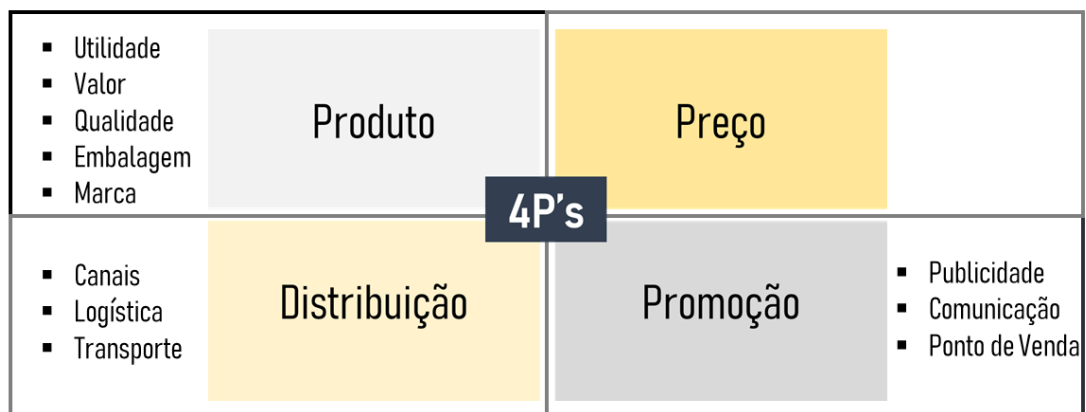 Utilidade
Valor
Qualidade
Embalagem
Marca
Produto
Preço
4P's
Canais
Logística
Transporte
Distribuição
Promoção
Publicidade
Comunicação
Ponto de Venda